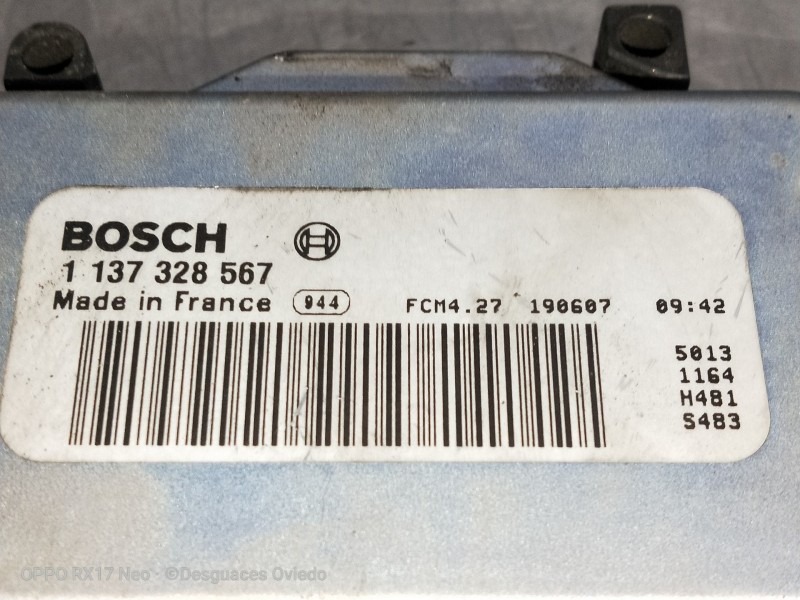 BOSCH
1 137 328 567
Made in France 944 FCM4.27 190607 09:42
5013
1164
H481
S483
OPPO RX17 Neo · ©Desguaces Oviedo